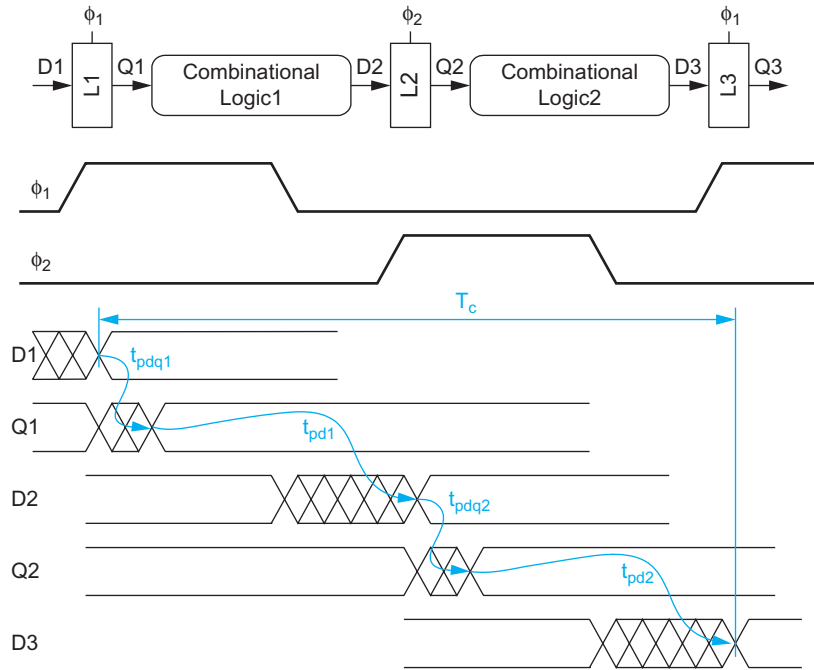 ϕ1 ϕ2 ϕ1
D1 L1 Q1 Combinational Logic1 D2 L2 Q2 Combinational Logic2 D3 L3 Q3
ϕ1
ϕ2
Tc
D1
tpdq1
Q1
tpd1
D2
tpdq2
Q2
tpd2
D3